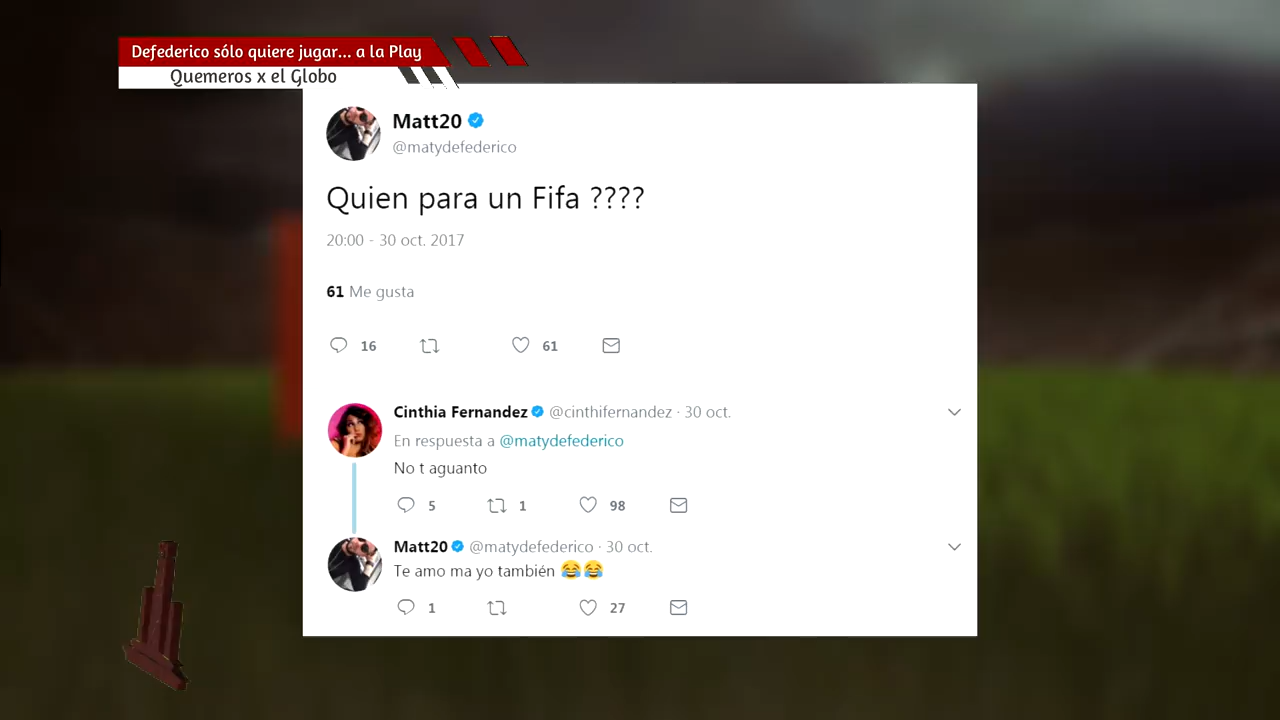 Defederico sólo quiere jugar... a la Play
Quemeros x el Globo
Matt20
@matydefederico
Quien para un Fifa ????
20:00 - 30 oct. 2017
61 Me gusta
16 61
Cinthia Fernandez @cinthifernandez · 30 oct.
En respuesta a @matydefederico
No t aguanto
5 1 98
Matt20 @matydefederico · 30 oct.
Te amo ma yo también 😂😂
1 27